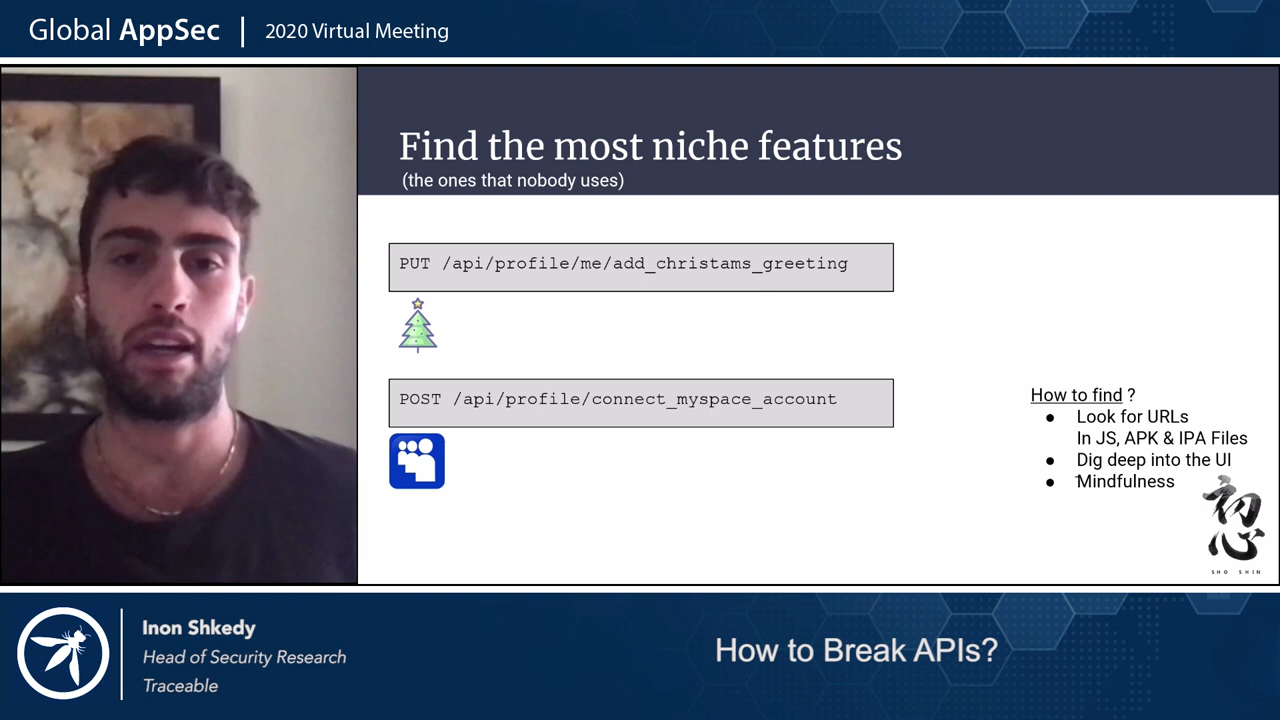 Global AppSec | 2020 Virtual Meeting
Find the most niche features
(the ones that nobody uses)
PUT /api/profile/me/add_christams_greeting
POST /api/profile/connect_myspace_account
How to find ?
● Look for URLs
In JS, APK & IPA Files
● Dig deep into the UI
● Mindfulness
初心
SHO SHIN
Inon Shkedy
Head of Security Research
Traceable
How to Break APIs?